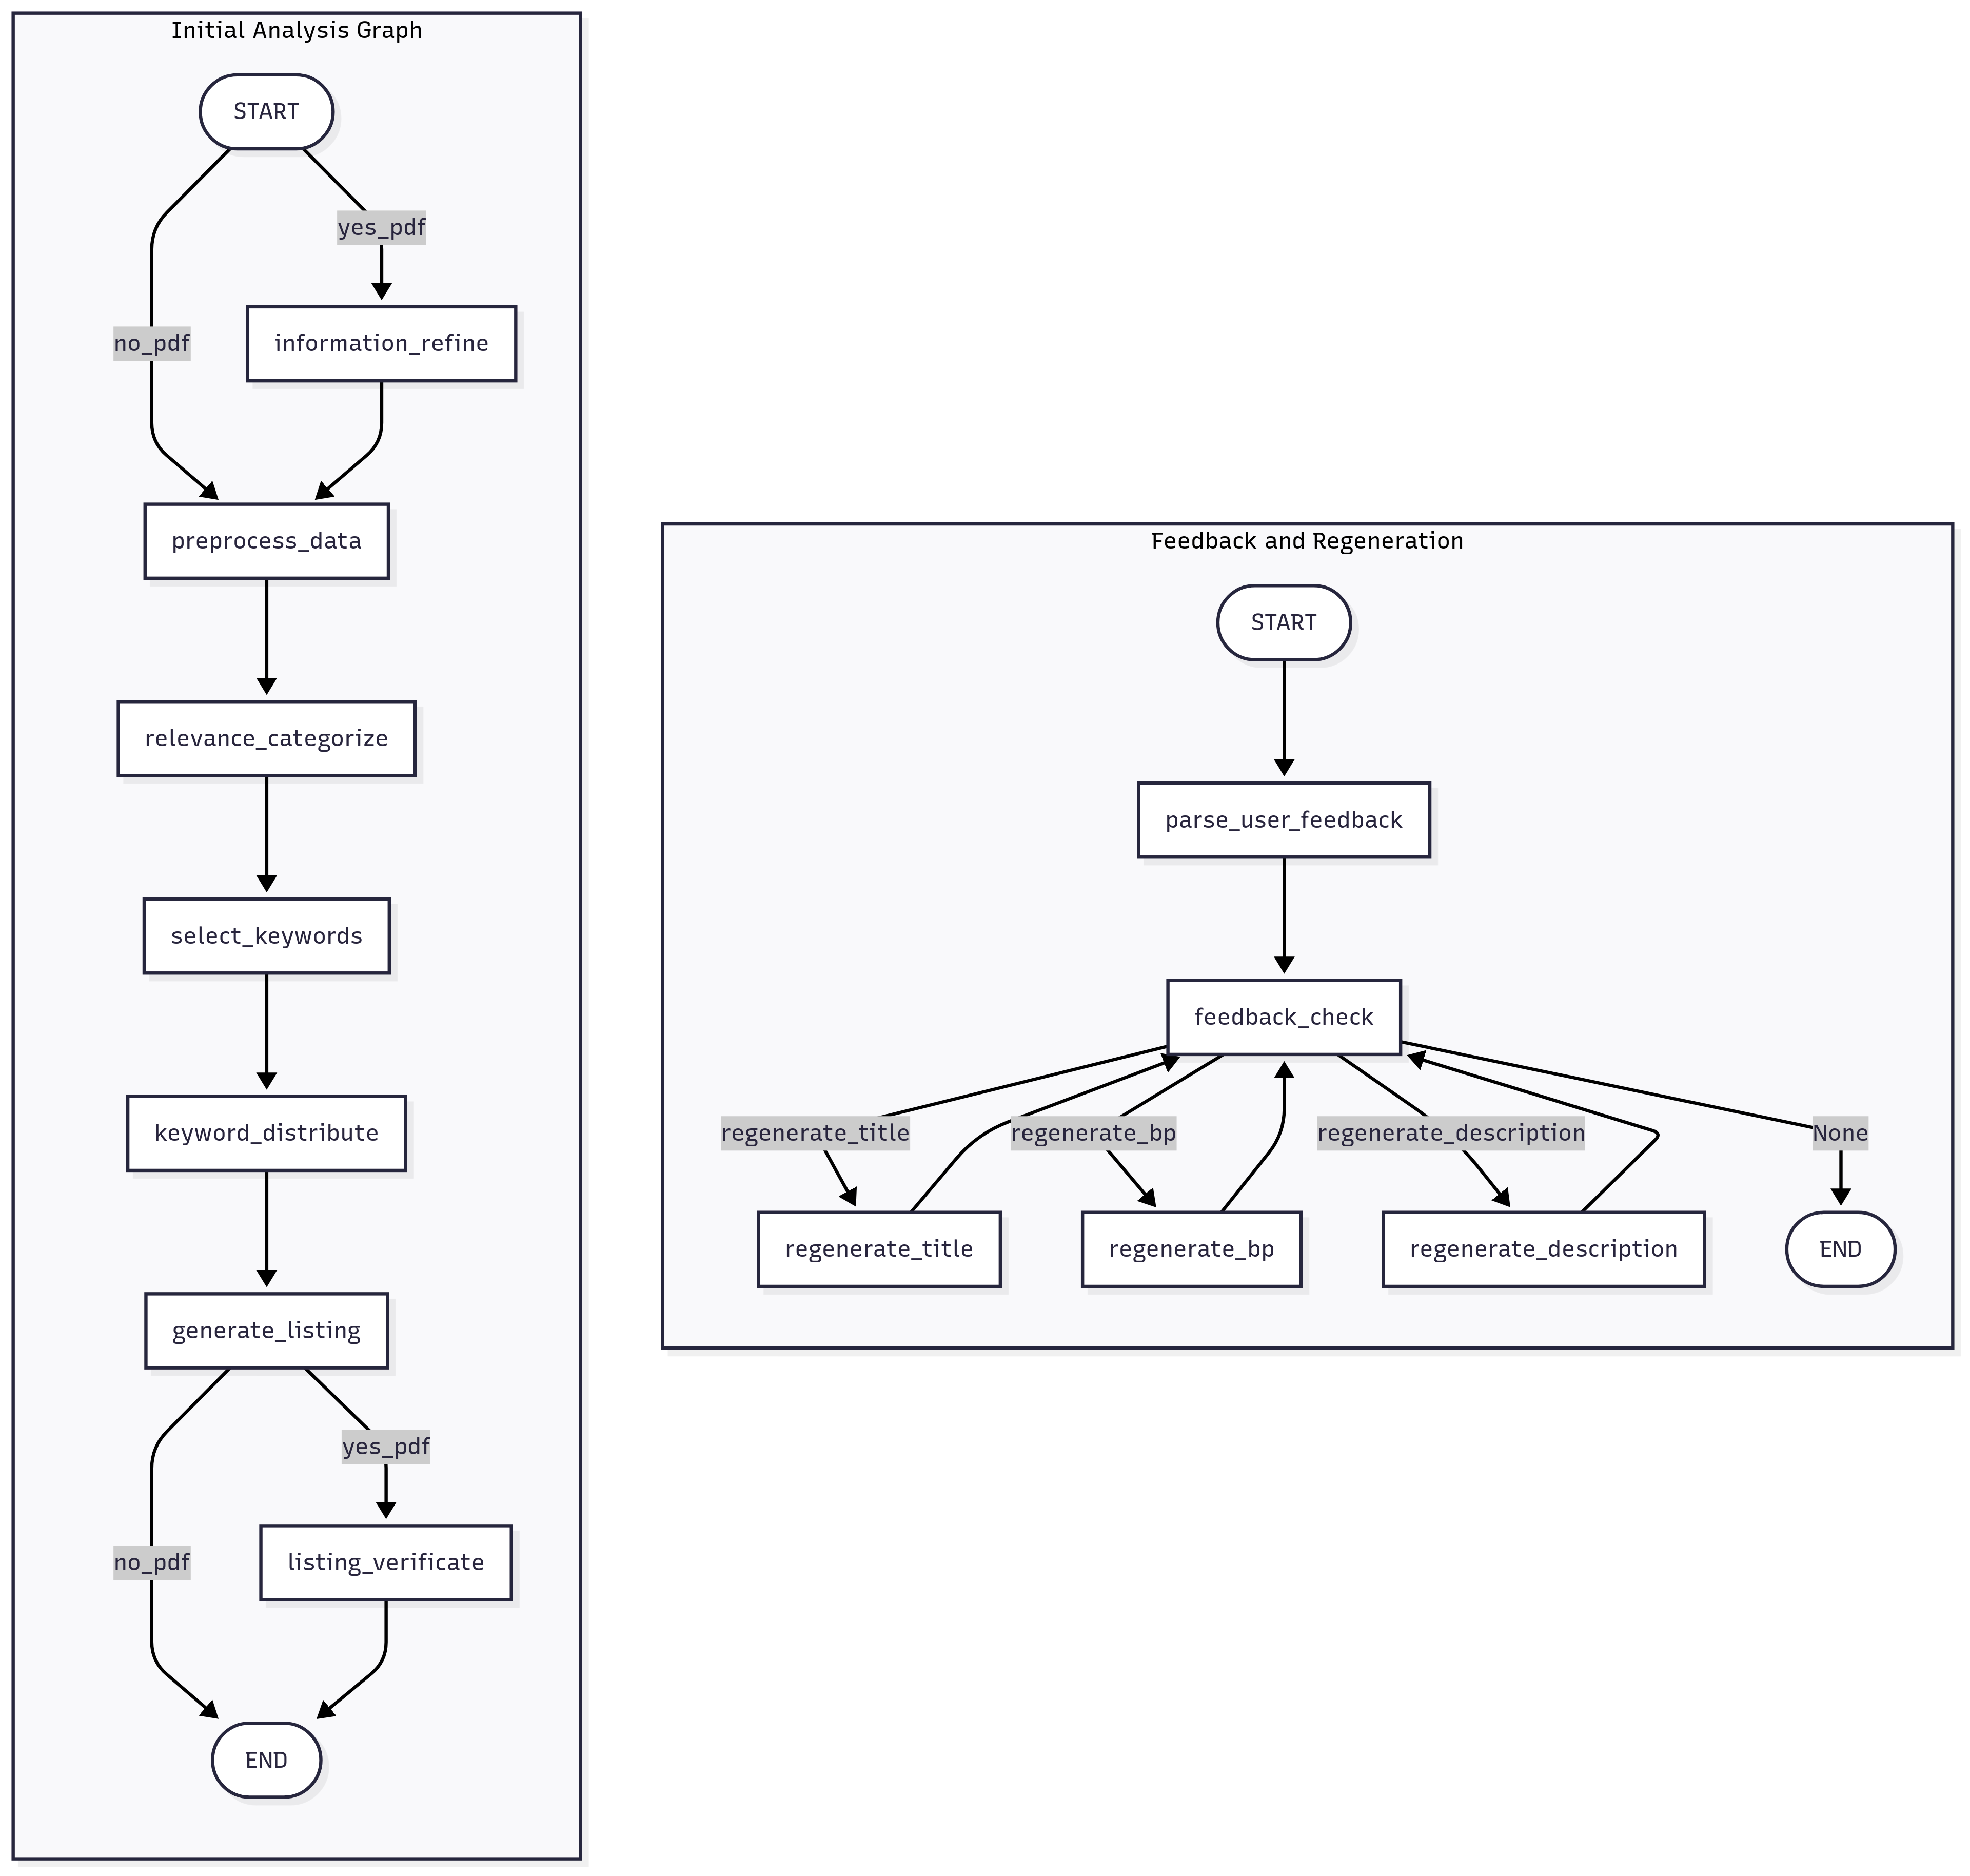 Initial Analysis Graph
START
yes_pdf
no_pdf
information_refine
preprocess_data
relevance_categorize
select_keywords
keyword_distribute
generate_listing
yes_pdf
no_pdf
listing_verificate
END
Feedback and Regeneration
START
parse_user_feedback
feedback_check
regenerate_title
regenerate_bp
regenerate_description
None
regenerate_title
regenerate_bp
regenerate_description
END